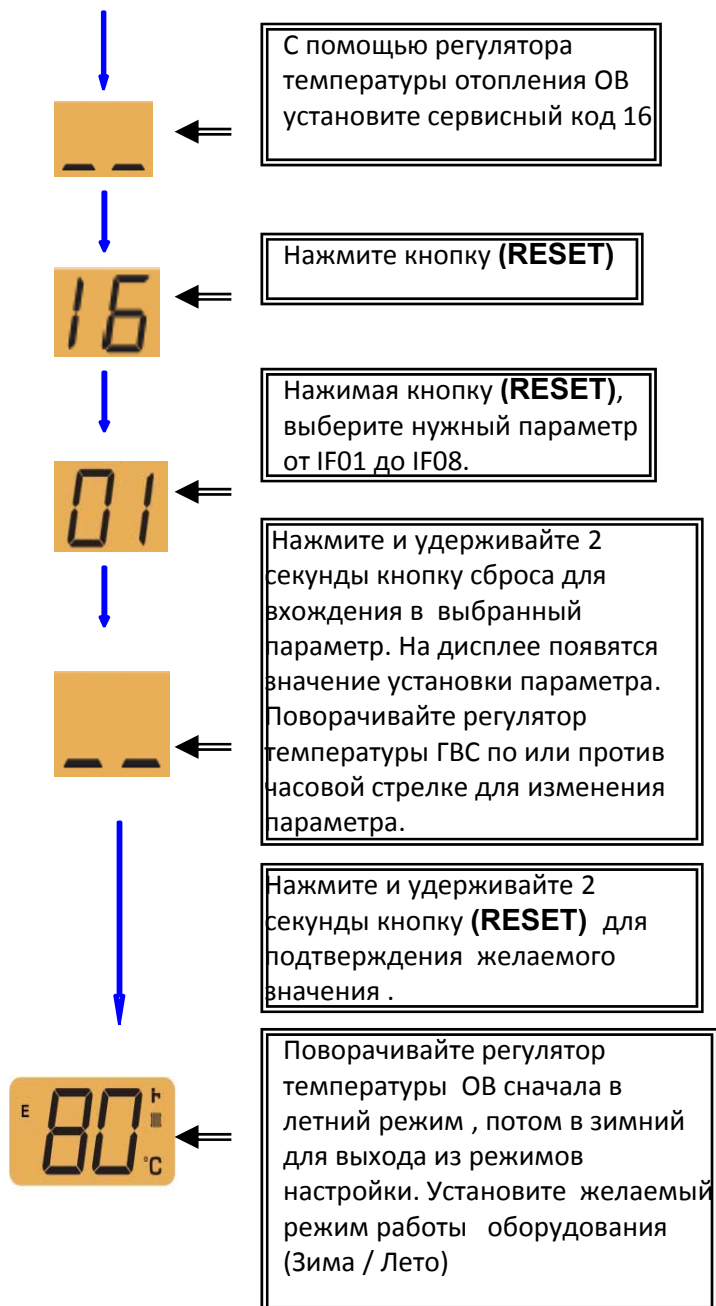 С помощью регулятора
температуры отопления ОВ
установите сервисный код 16
_ _
Нажмите кнопку (RESET)
16
Нажимая кнопку (RESET),
выберите нужный параметр
от IF01 до IF08.
01
Нажмите и удерживайте 2
секунды кнопку сброса для
вхождения в выбранный
параметр. На дисплее появятся
значение установки параметра.
Поворачивайте регулятор
температуры ГВС по или против
часовой стрелке для изменения
параметра.
_ _
Нажмите и удерживайте 2
секунды кнопку (RESET) для
подтверждения желаемого
значения .
Поворачивайте регулятор
температуры ОВ сначала в
летний режим , потом в зимний
для выхода из режимов
настройки. Установите желаемый
режим работы оборудования
(Зима / Лето)
E 80 °C